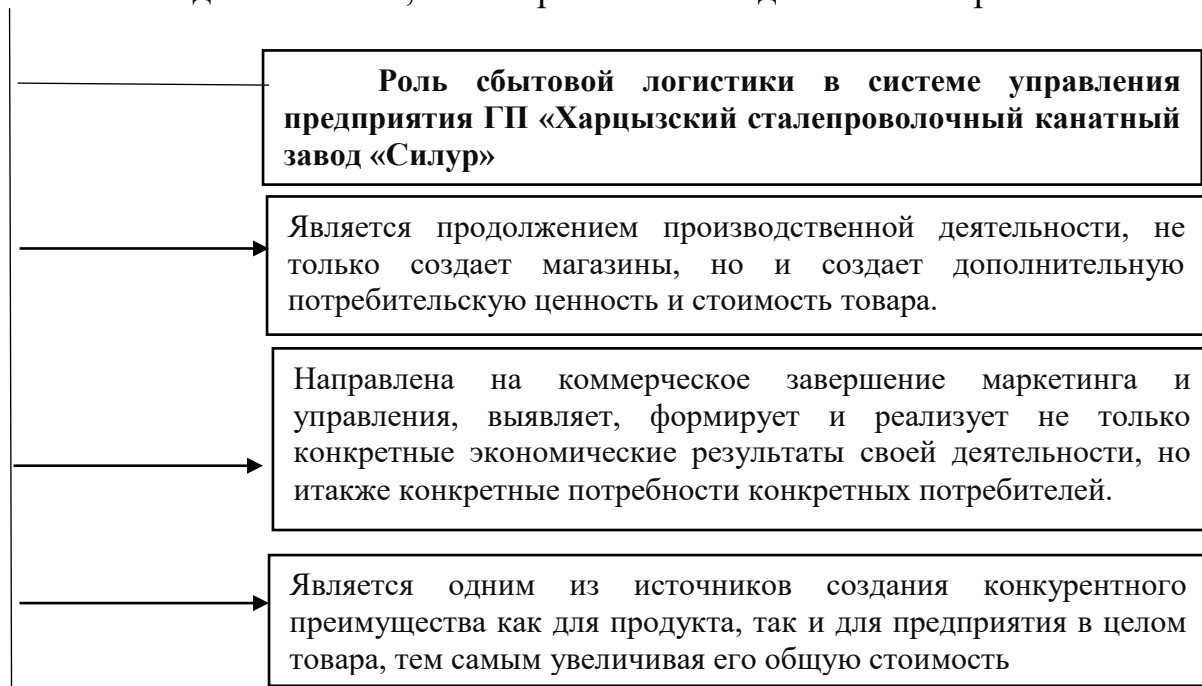 Роль сбытовой логистики в системе управления
предприятия ГП «Харцызский сталепроволочный канатный
завод «Силур»
Является продолжением производственной деятельности, не
только создает магазины, но и создает дополнительную
потребительскую ценность и стоимость товара.
Направлена на коммерческое завершение маркетинга и
управления, выявляет, формирует и реализует не только
конкретные экономические результаты своей деятельности, но
итакже конкретные потребности конкретных потребителей.
Является одним из источников создания конкурентного
преимущества как для продукта, так и для предприятия в целом
товара, тем самым увеличивая его общую стоимость